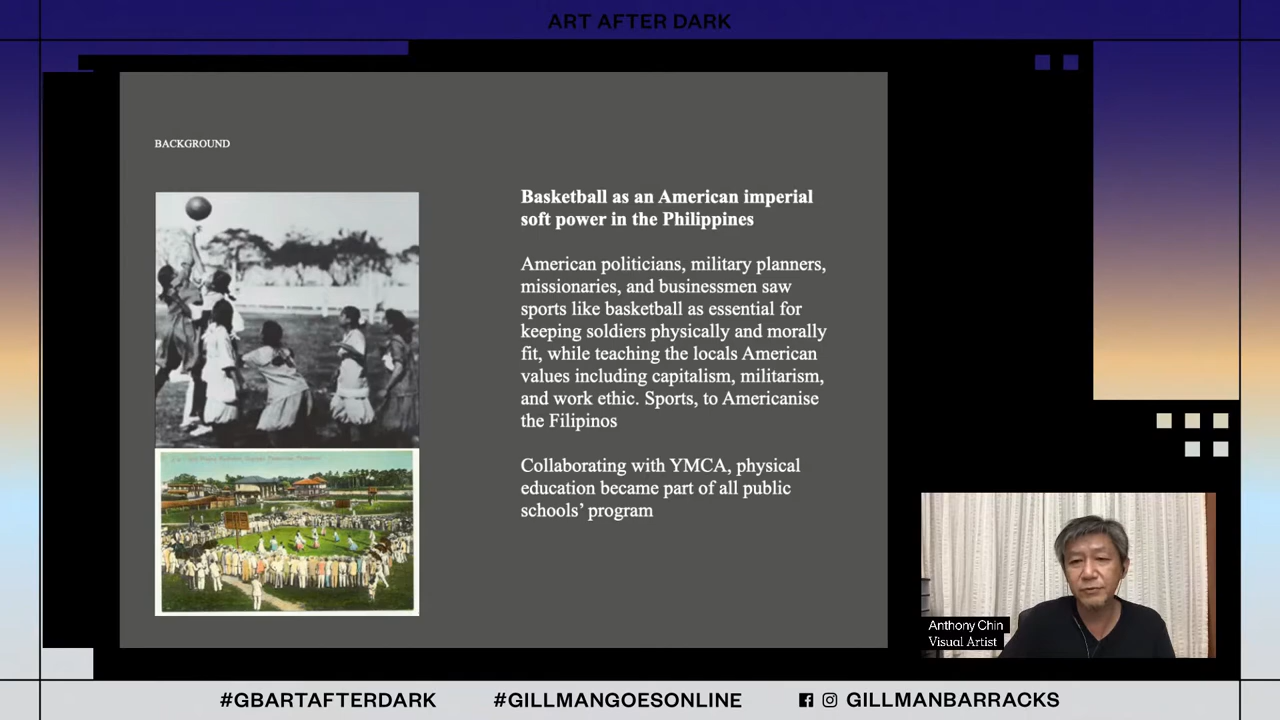 ART AFTER DARK
BACKGROUND
Basketball as an American imperial
soft power in the Philippines
American politicians, military planners,
missionaries, and businessmen saw
sports like basketball as essential for
keeping soldiers physically and morally
fit, while teaching the locals American
values including capitalism, militarism,
and work ethic. Sports, to Americanise
the Filipinos
Collaborating with YMCA, physical
education became part of all public
schools’ program
Anthony Chin
Visual Artist
#GBARTAFTERDARK
#GILLMANGOESONLINE
GILLMANBARRACKS